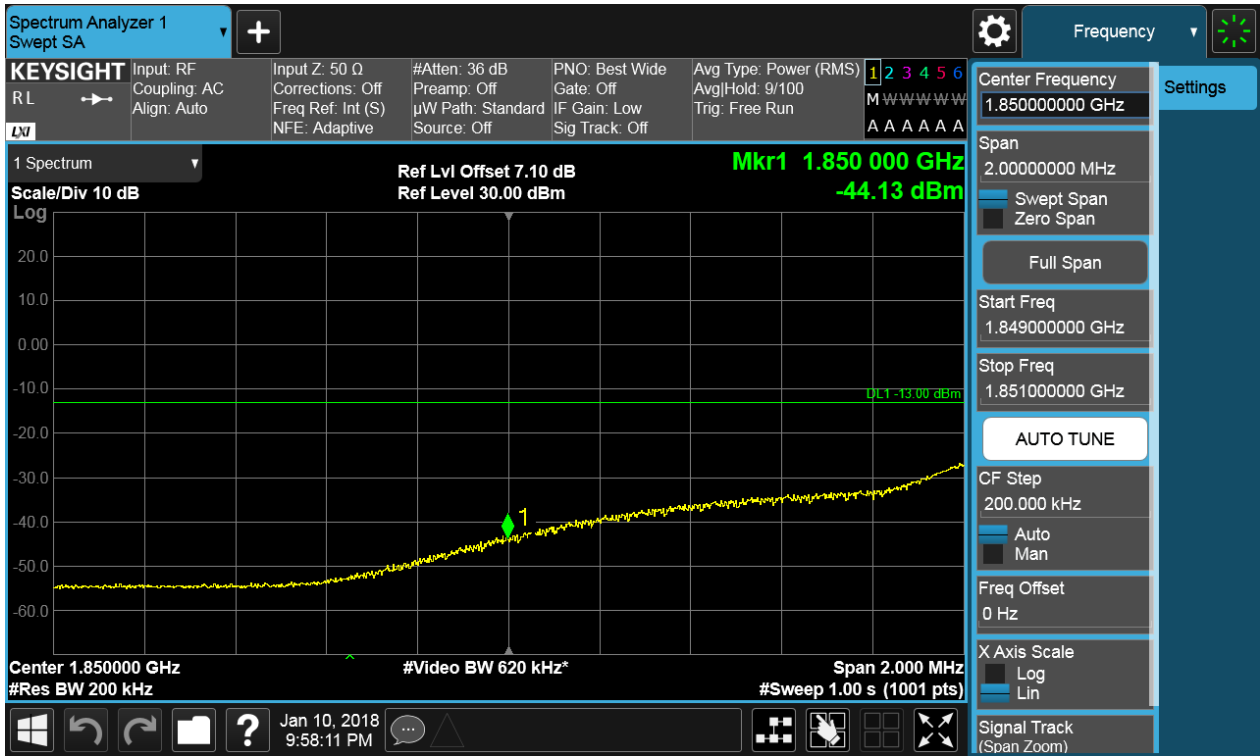 Spectrum Analyzer 1
Swept SA
+
Frequency
KEYSIGHT
R L
LXI
Input: RF
Coupling: AC
Align: Auto
Input Z: 50 Ω
Corrections: Off
Freq Ref: Int (S)
NFE: Adaptive
#Atten: 36 dB
Preamp: Off
µW Path: Standard
Source: Off
PNO: Best Wide
Gate: Off
IF Gain: Low
Sig Track: Off
Avg Type: Power (RMS)
Avg|Hold: 9/100
Trig: Free Run
1 2 3 4 5 6
M W W W W W
A A A A A A
1 Spectrum
Scale/Div 10 dB
Log
Ref Lvl Offset 7.10 dB
Ref Level 30.00 dBm
Mkr1 1.850 000 GHz
-44.13 dBm
20.0
10.0
0.00
-10.0
-20.0
-30.0
-40.0
-50.0
-60.0
DL1 -13.00 dBm
1
Center 1.850000 GHz
#Res BW 200 kHz
#Video BW 620 kHz*
Span 2.000 MHz
#Sweep 1.00 s (1001 pts)
Center Frequency
1.850000000 GHz
Span
2.00000000 MHz
Swept Span
Zero Span
Full Span
Start Freq
1.849000000 GHz
Stop Freq
1.851000000 GHz
AUTO TUNE
CF Step
200.000 kHz
Auto
Man
Freq Offset
0 Hz
X Axis Scale
Log
Lin
Signal Track
(Span Zoom)
Settings
?
Jan 10, 2018
9:58:11 PM